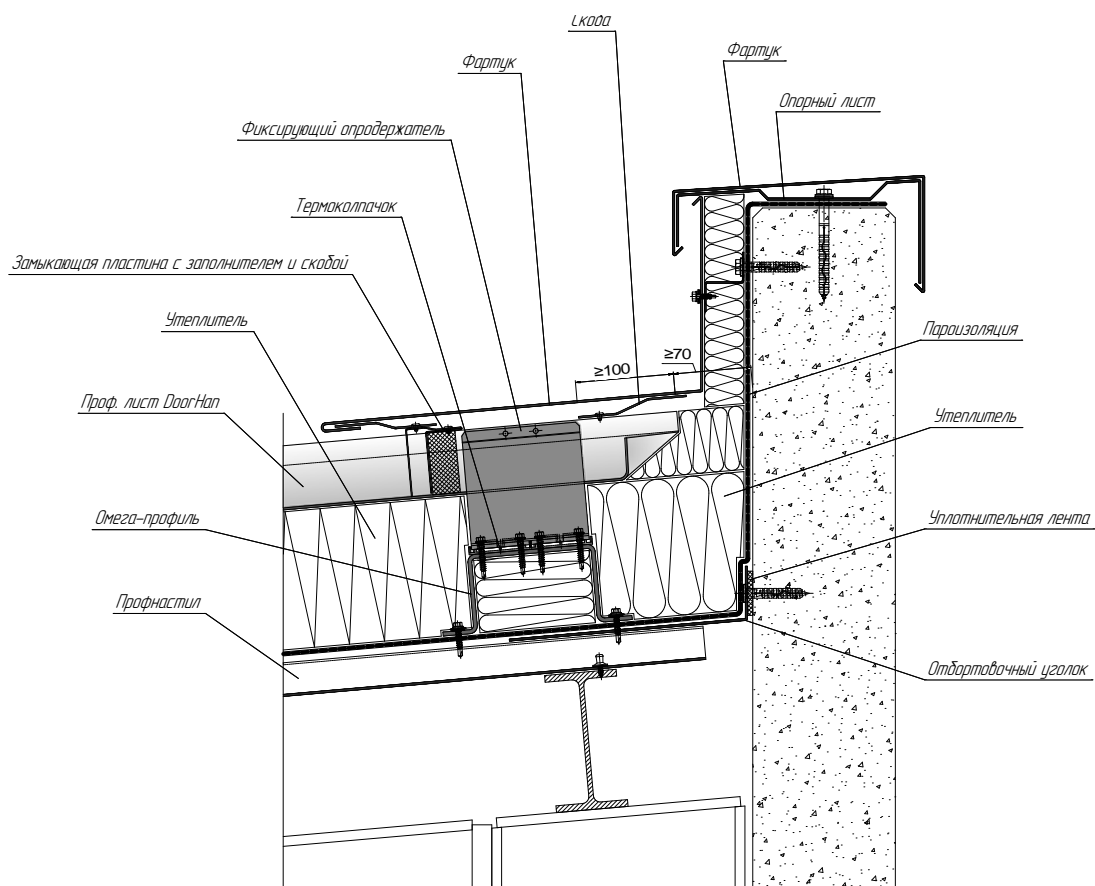 Скоба
Фартук
Фартук
Опорный лист
Фиксирующий опродержатель
Термоколпачок
Замыкающая пластина с заполнителем и скобой
Утеплитель
Пароизоляция
≥70
≥100
Проф. лист DoorHan
Утеплитель
Омега-профиль
Уплотнительная лента
Профнастил
Отбортовочный уголок